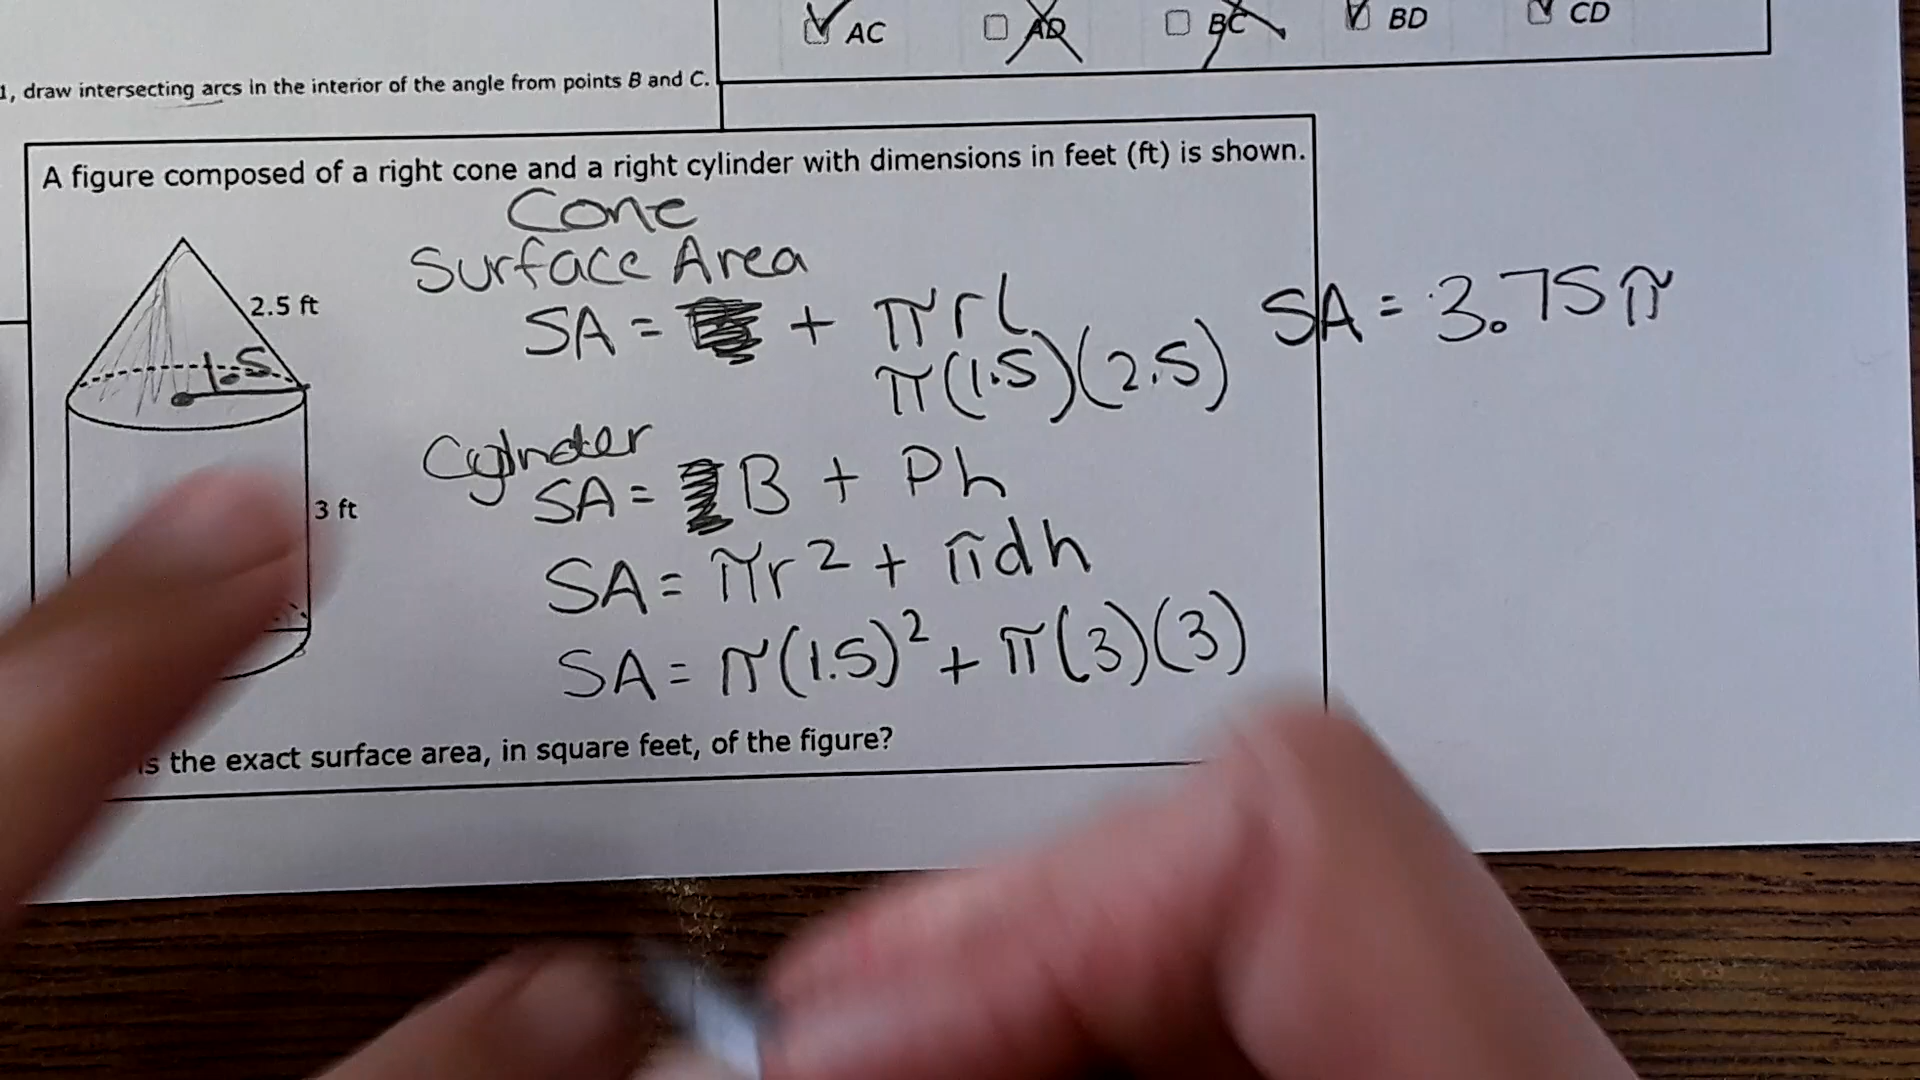 AC AD BC BD CD
1, draw intersecting arcs in the interior of the angle from points B and C.
A figure composed of a right cone and a right cylinder with dimensions in feet (ft) is shown.
Cone
Surface Area
2.5 ft
SA = + πrl
SA = 3.75π
1.5
π(1.5)(2.5)
Cylinder
SA = B + Ph
3 ft
SA = πr2 + πdh
SA = π(1.5)² + π(3)(3)
is the exact surface area, in square feet, of the figure?